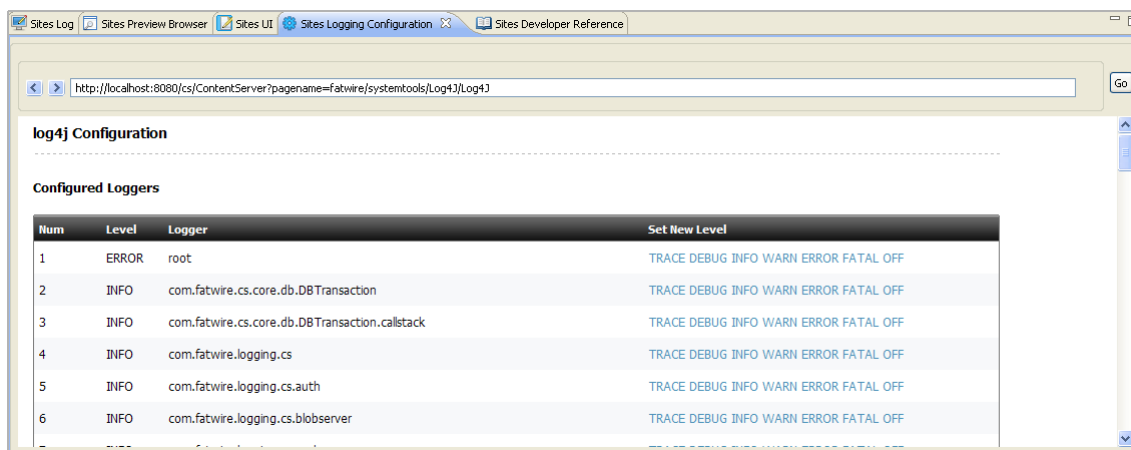 Sites Log Sites Preview Browser Sites UI Sites Logging Configuration Sites Developer Reference
http://localhost:8080/cs/ContentServer?pagename=fatwire/systemtools/Log4J/Log4J Go
log4j Configuration
Configured Loggers
Num Level Logger Set New Level
1 ERROR root TRACE DEBUG INFO WARN ERROR FATAL OFF
2 INFO com.fatwire.cs.core.db.DBTransaction TRACE DEBUG INFO WARN ERROR FATAL OFF
3 INFO com.fatwire.cs.core.db.DBTransaction.callstack TRACE DEBUG INFO WARN ERROR FATAL OFF
4 INFO com.fatwire.logging.cs TRACE DEBUG INFO WARN ERROR FATAL OFF
5 INFO com.fatwire.logging.cs.auth TRACE DEBUG INFO WARN ERROR FATAL OFF
6 INFO com.fatwire.logging.cs.blobserver TRACE DEBUG INFO WARN ERROR FATAL OFF